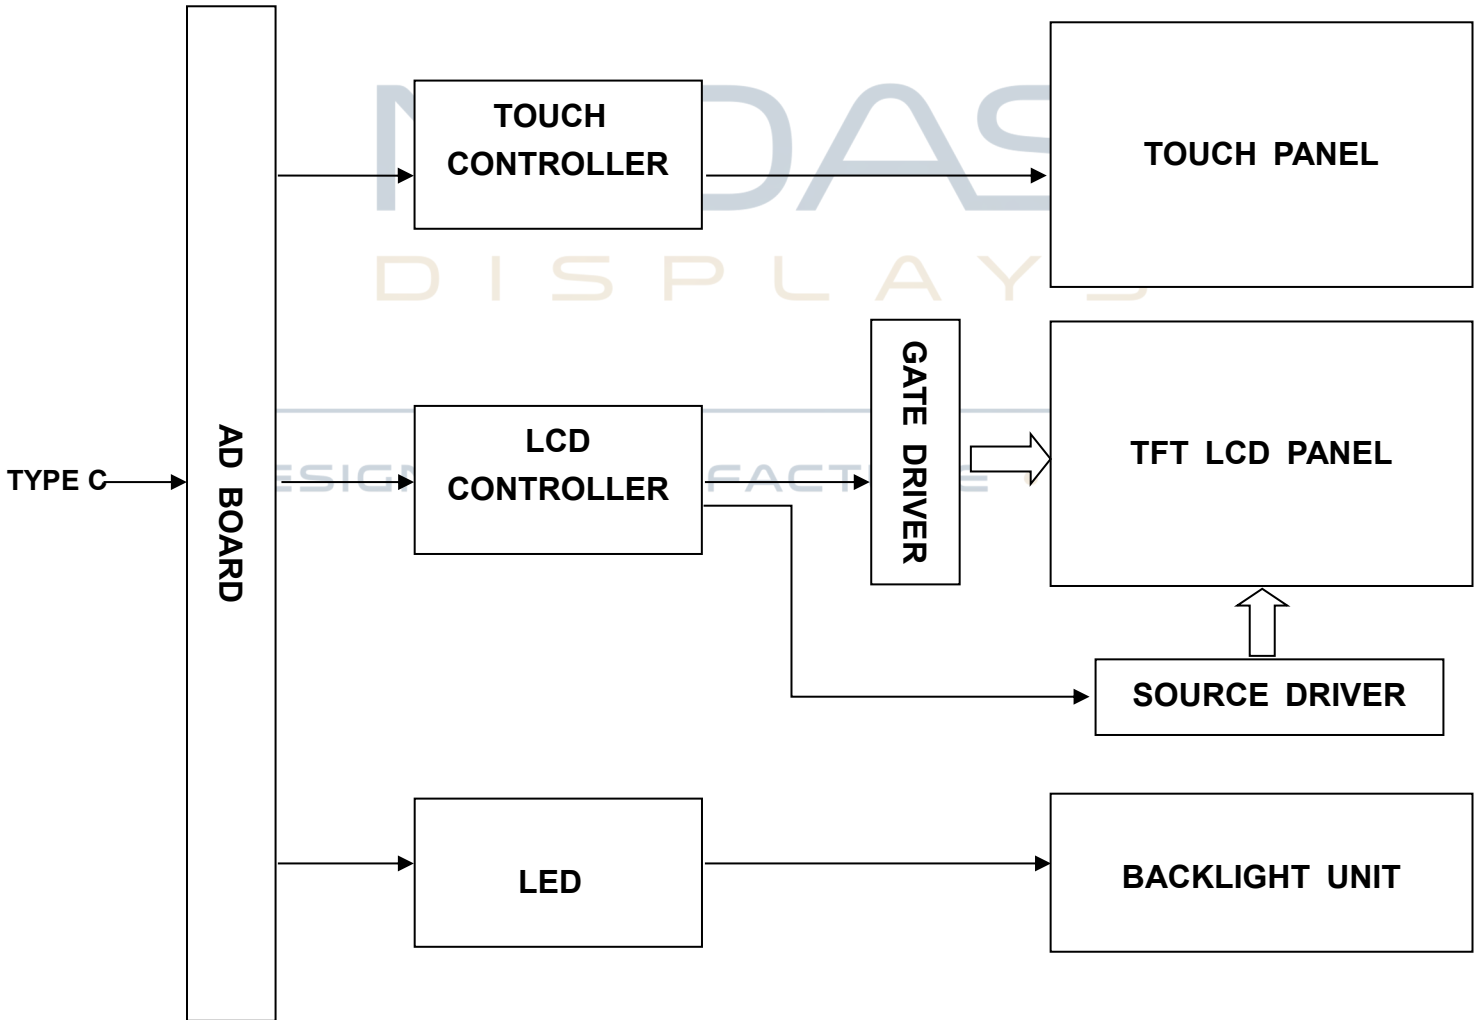 TOUCH
CONTROLLER
TOUCH PANEL
DISPLAYS
GATE DRIVER
LCD
CONTROLLER
TFT LCD PANEL
TYPE C
AD BOARD
SOURCE DRIVER
LED
BACKLIGHT UNIT